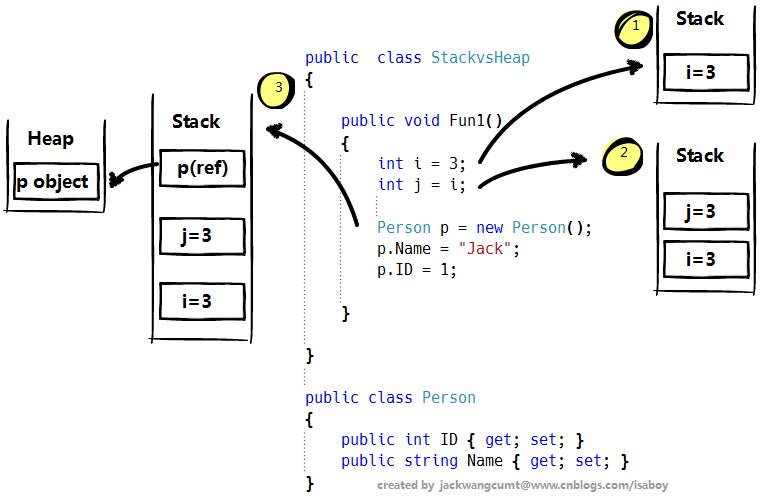 1
Stack
i=3
public  class StackvsHeap
{
3
Stack
Heap
p(ref)
p object
j=3
i=3
public void Fun1()
{
int i = 3;
int j = i;
Person p = new Person();
p.Name = "Jack";
p.ID = 1;
}
}
2
Stack
j=3
i=3
public class Person
{
public int ID { get; set; }
public string Name { get; set; }
}
created by jackwangcumt@www.cnblogs.com/isaboy